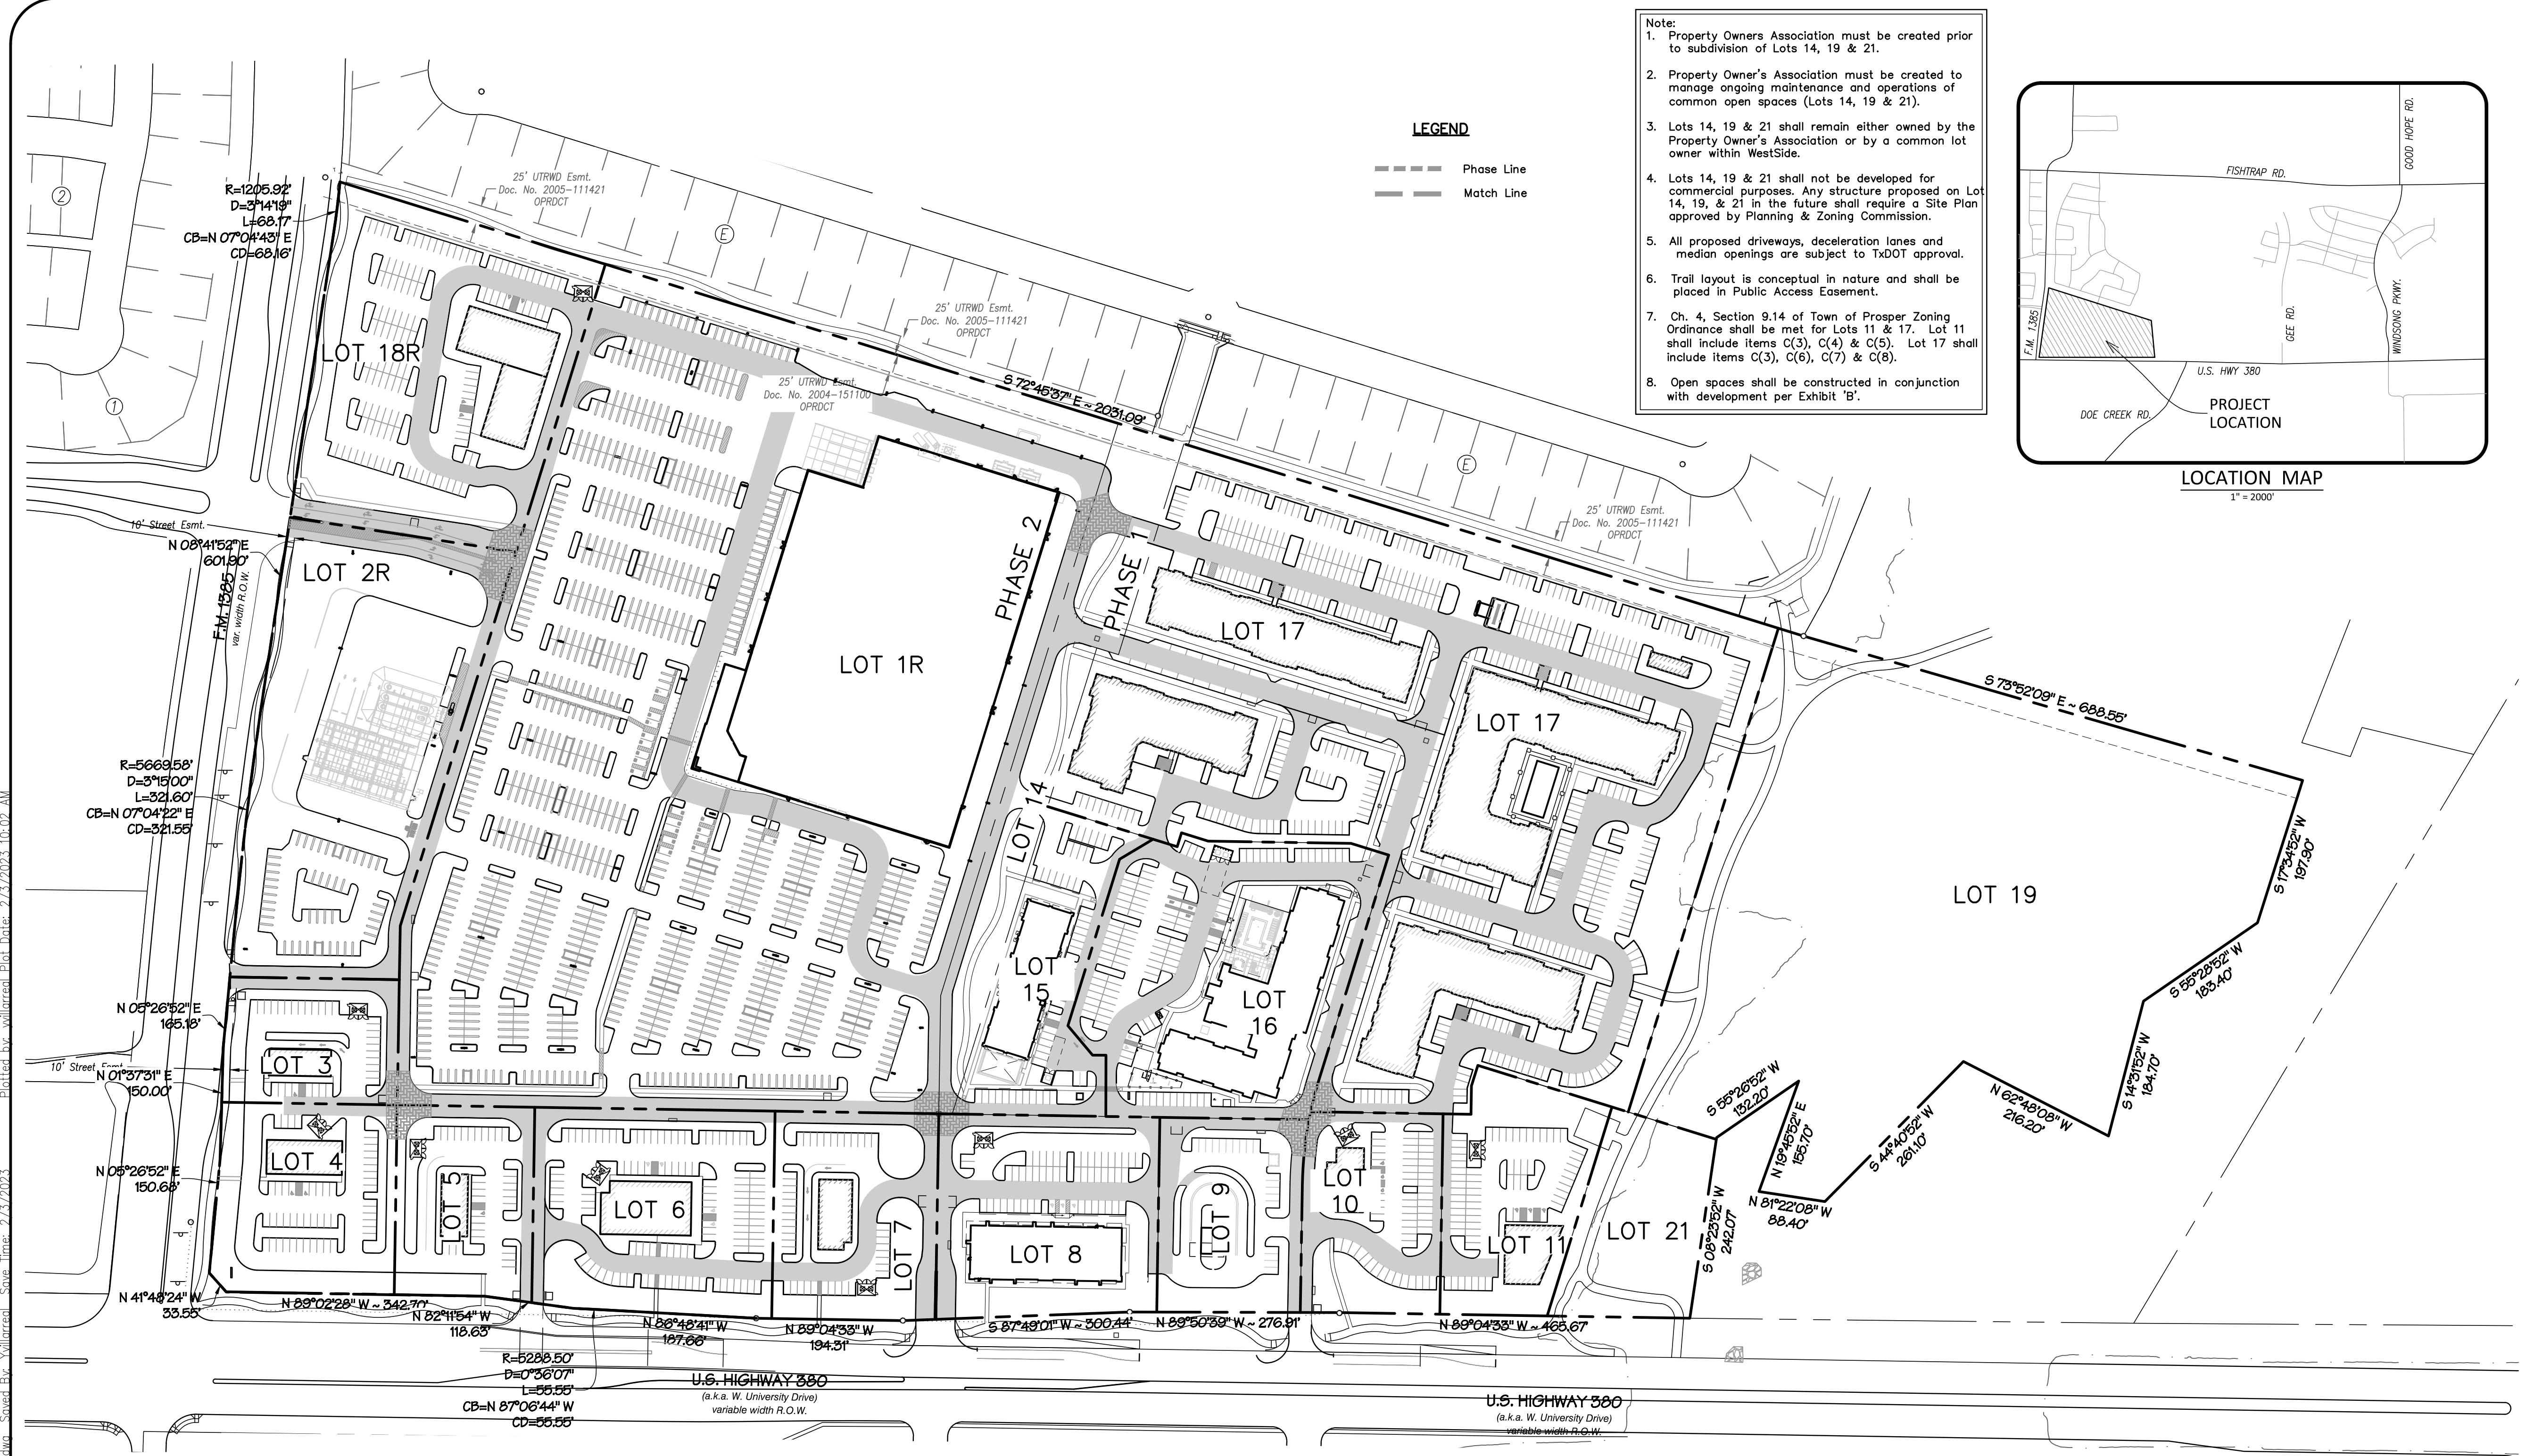 Note:
1. Property Owners Association must be created prior
to subdivision of Lots 14, 19 & 21.
2. Property Owner's Association must be created to
manage ongoing maintenance and operations of
common open spaces (Lots 14, 19 & 21).
3. Lots 14, 19 & 21 shall remain either owned by the
Property Owner's Association or by a common lot
owner within WestSide.
4. Lots 14, 19 & 21 shall not be developed for
commercial purposes. Any structure proposed on Lot
14, 19, & 21 in the future shall require a Site Plan
approved by Planning & Zoning Commission.
5. All proposed driveways, deceleration lanes and
median openings are subject to TxDOT approval.
6. Trail layout is conceptual in nature and shall be
placed in Public Access Easement.
7. Ch. 4, Section 9.14 of Town of Prosper Zoning
Ordinance shall be met for Lots 11 & 17. Lot 11
shall include items C(3), C(4) & C(5). Lot 17 shall
include items C(3), C(6), C(7) & C(8).
8. Open spaces shall be constructed in conjunction
with development per Exhibit 'B'.
LEGEND
Phase Line
Match Line
GOOD HOPE RD.
FISHTRAP RD.
F.M. 1385
GEE RD.
WINDSONG PKWY.
U.S. HWY 380
DOE CREEK RD.
PROJECT
LOCATION
LOCATION MAP
1" = 2000'
2
1
E
E
25' UTRWD Esmt.
Doc. No. 2005-111421
OPRDCT
25' UTRWD Esmt.
Doc. No. 2005-111421
OPRDCT
25' UTRWD Esmt.
Doc. No. 2004-151100
OPRDCT
25' UTRWD Esmt.
Doc. No. 2005-111421
OPRDCT
R=1205.92'
D=3°14'19"
L=68.17'
CB=N 07°04'43" E
CD=68.16'
S 72°45'37" E ~ 2031.09'
S 73°52'09" E ~ 688.55'
LOT 18R
10' Street Esmt.
N 08°41'52" E
601.90'
F.M. 1385
var. width R.O.W.
LOT 2R
LOT 1R
PHASE 2
PHASE 1
LOT 17
LOT 17
LOT 14
LOT 19
S 17°34'52" W
197.90'
S 55°28'52" W
183.40'
S 14°31'52" W
184.70'
N 62°48'08" W
216.20'
S 44°40'52" W
261.10'
N 81°22'08" W
88.40'
N 19°45'52" E
155.70'
S 55°26'52" W
132.20'
S 08°23'52" W
242.07'
R=5669.58'
D=3°15'00"
L=321.60'
CB=N 07°04'22" E
CD=321.55'
LOT
15
LOT
16
N 05°26'52" E
165.18'
10' Street Esmt.
N 01°37'31" E
150.00'
LOT 3
N 05°26'52" E
150.68'
LOT 4
LOT 5
LOT 6
LOT 7
LOT 8
LOT 9
LOT
10
LOT 11
LOT 21
N 41°48'24" W
33.55'
N 89°02'28" W ~ 342.70'
N 82°11'54" W
118.63'
N 86°48'41" W
187.66'
N 89°04'33" W
194.31'
S 87°49'01" W ~ 300.44'
N 89°50'39" W ~ 276.91'
N 89°04'33" W ~ 465.67'
R=5288.50'
D=0°36'07"
L=55.55'
CB=N 87°06'44" W
CD=55.55'
U.S. HIGHWAY 380
(a.k.a. W. University Drive)
variable width R.O.W.
U.S. HIGHWAY 380
(a.k.a. W. University Drive)
variable width R.O.W.
dwg Saved By: Yvillarreal Save Time: 2/3/2023 Plotted by: yvillarreal Plot Date: 2/3/2023 10:02 AM